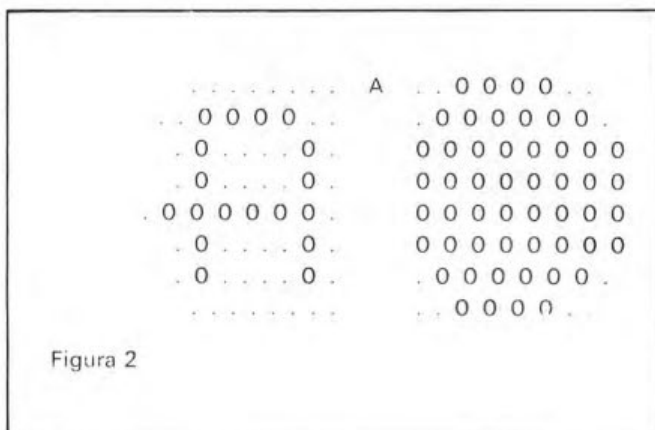 . . . . . . . . A . . 0 0 0 0 . .
. . 0 0 0 0 . . . 0 0 0 0 0 0 .
. 0 . . . . 0 . 0 0 0 0 0 0 0 0
. 0 . . . . 0 . 0 0 0 0 0 0 0 0
. 0 0 0 0 0 0 . 0 0 0 0 0 0 0 0
. 0 . . . . 0 . 0 0 0 0 0 0 0 0
. 0 . . . . 0 . . 0 0 0 0 0 0 .
. . . . . . . . . . 0 0 0 0 . .
Figura 2